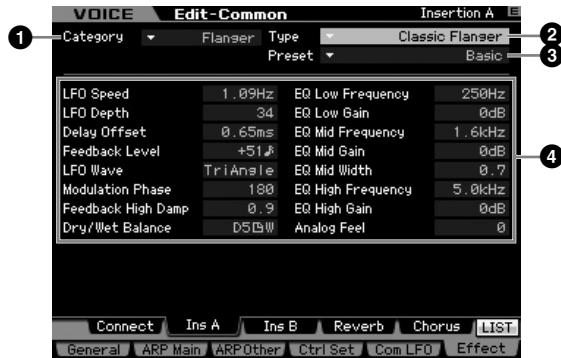 VOICE Edit-Common Insertion A E
1 Category Flanger Type Classic Flanger 2
Preset Basic 3
LFO Speed 1.09Hz EQ Low Frequency 250Hz
LFO Depth 34 EQ Low Gain 0dB
Delay Offset 0.65ms EQ Mid Frequency 1.6kHz
Feedback Level +51♪ EQ Mid Gain 0dB 4
LFO Wave TriAngle EQ Mid Width 0.7
Modulation Phase 180 EQ High Frequency 5.0kHz
Feedback High Damp 0.9 EQ High Gain 0dB
Dry/Wet Balance Analog Feel 0
Connect Ins A Ins B Reverb Chorus LIST
General ARP Main ARP Other Ctrl Set Com LFO Effect